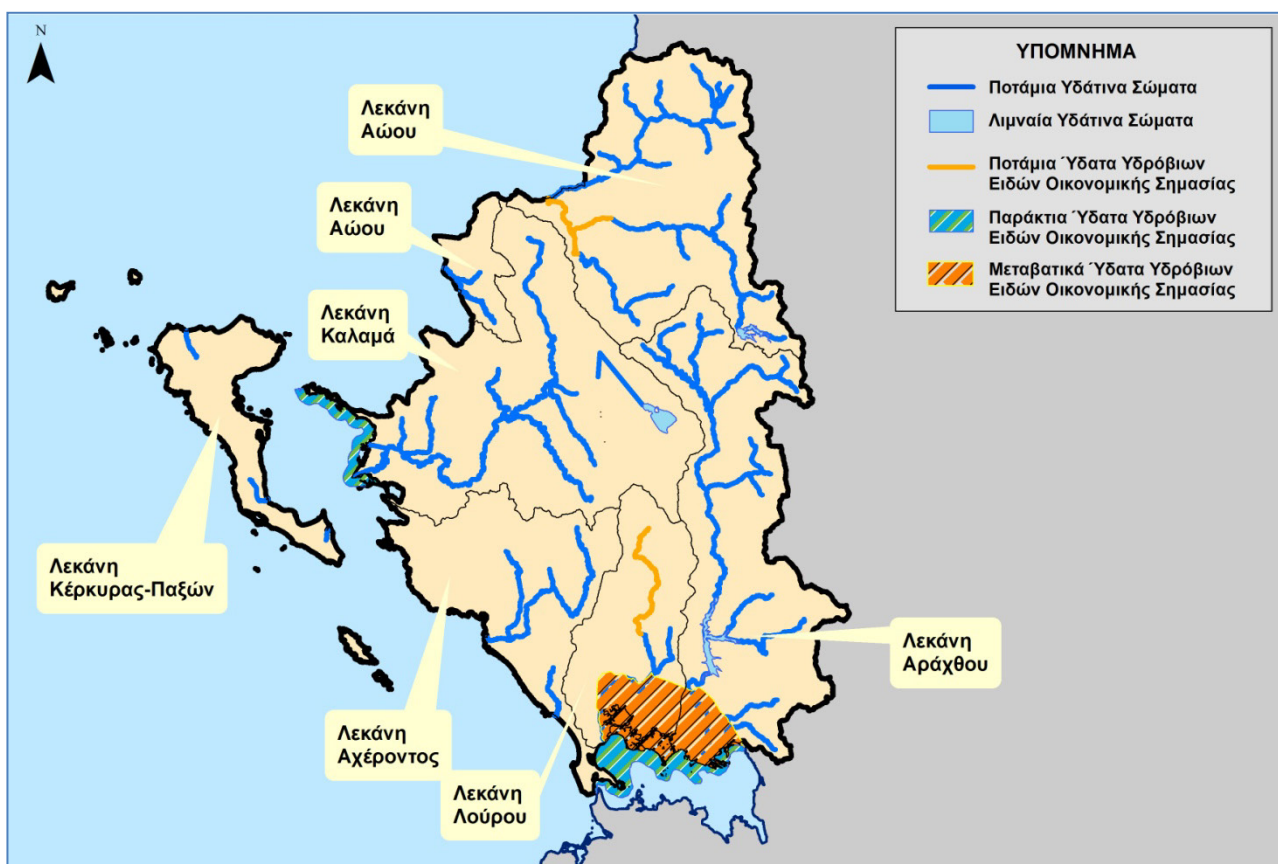 N
Λεκάνη
Αώου
Λεκάνη
Αώου
Λεκάνη
Καλαμά
Λεκάνη
Κέρκυρας-Παξών
Λεκάνη
Αχέροντος
Λεκάνη
Λούρου
Λεκάνη
Αράχθου
ΥΠΟΜΝΗΜΑ
Ποτάμια Υδάτινα Σώματα
Λιμναία Υδάτινα Σώματα
Ποτάμια Ύδατα Υδρόβιων
Ειδών Οικονομικής Σημασίας
Παράκτια Ύδατα Υδρόβιων
Ειδών Οικονομικής Σημασίας
Μεταβατικά Ύδατα Υδρόβιων
Ειδών Οικονομικής Σημασίας